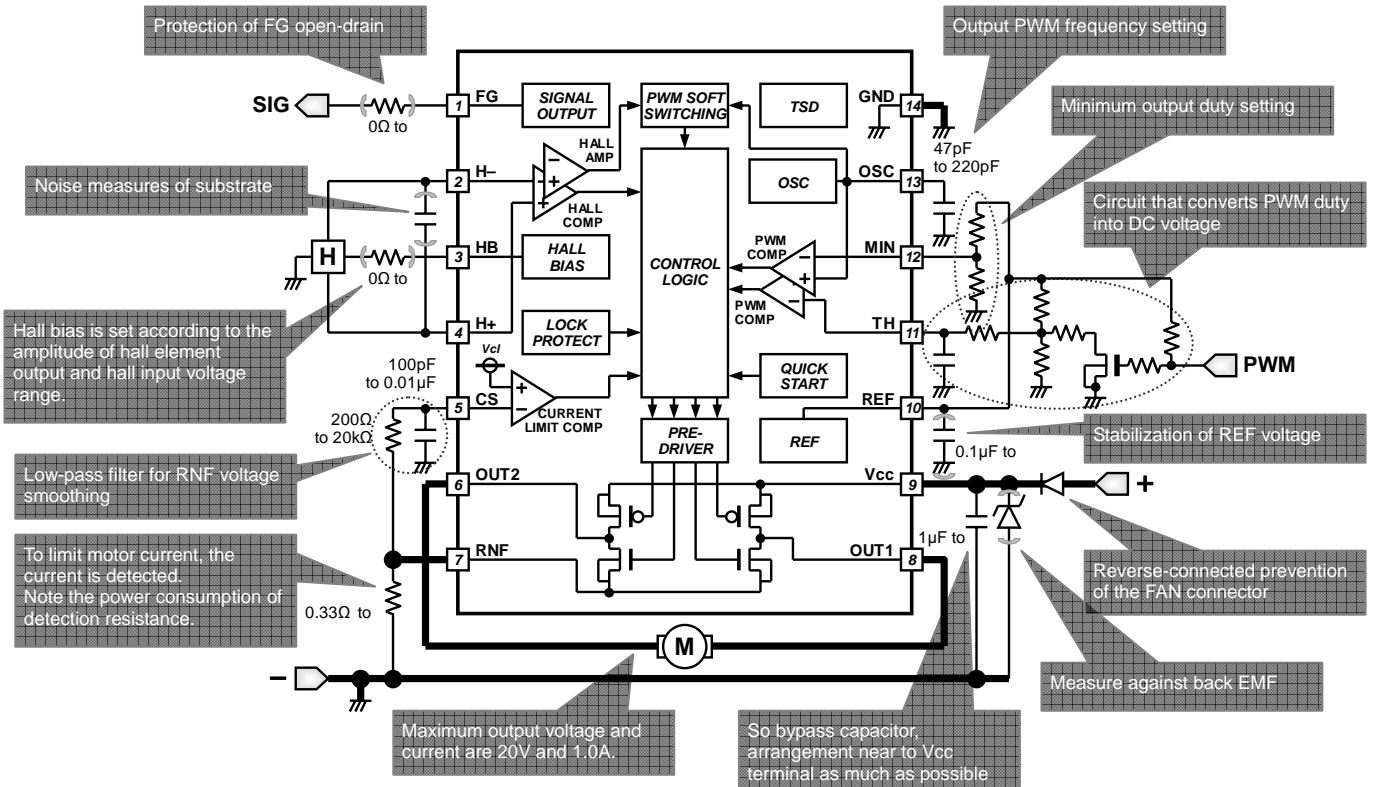 Protection of FG open-drain
Output PWM frequency setting
SIG
0Ω to
1
FG
SIGNAL
OUTPUT
PWM SOFT
SWITCHING
TSD
GND
14
Minimum output duty setting
47pF
to 220pF
Noise measures of substrate
2
H–
HALL
AMP
–
+
–
+
HALL
COMP
OSC
OSC
13
Circuit that converts PWM duty
into DC voltage
H
0Ω to
3
HB
HALL
BIAS
CONTROL
LOGIC
PWM
COMP
–
+
–
PWM
COMP
MIN
12
Hall bias is set according to the
amplitude of hall element
output and hall input voltage
range.
4
H+
LOCK
PROTECT
TH
11
PWM
100pF
to 0.01µF
Vcl
QUICK
START
200Ω
to 20kΩ
5
CS
+
–
CURRENT
LIMIT COMP
REF
10
REF
0.1µF to
Stabilization of REF voltage
PRE-
DRIVER
Low-pass filter for RNF voltage
smoothing
6
OUT2
Vcc
9
+
1µF to
To limit motor current, the
current is detected.
Note the power consumption of
detection resistance.
7
RNF
OUT1
8
Reverse-connected prevention
of the FAN connector
0.33Ω to
M
–
Measure against back EMF
Maximum output voltage and
current are 20V and 1.0A.
So bypass capacitor,
arrangement near to Vcc
terminal as much as possible